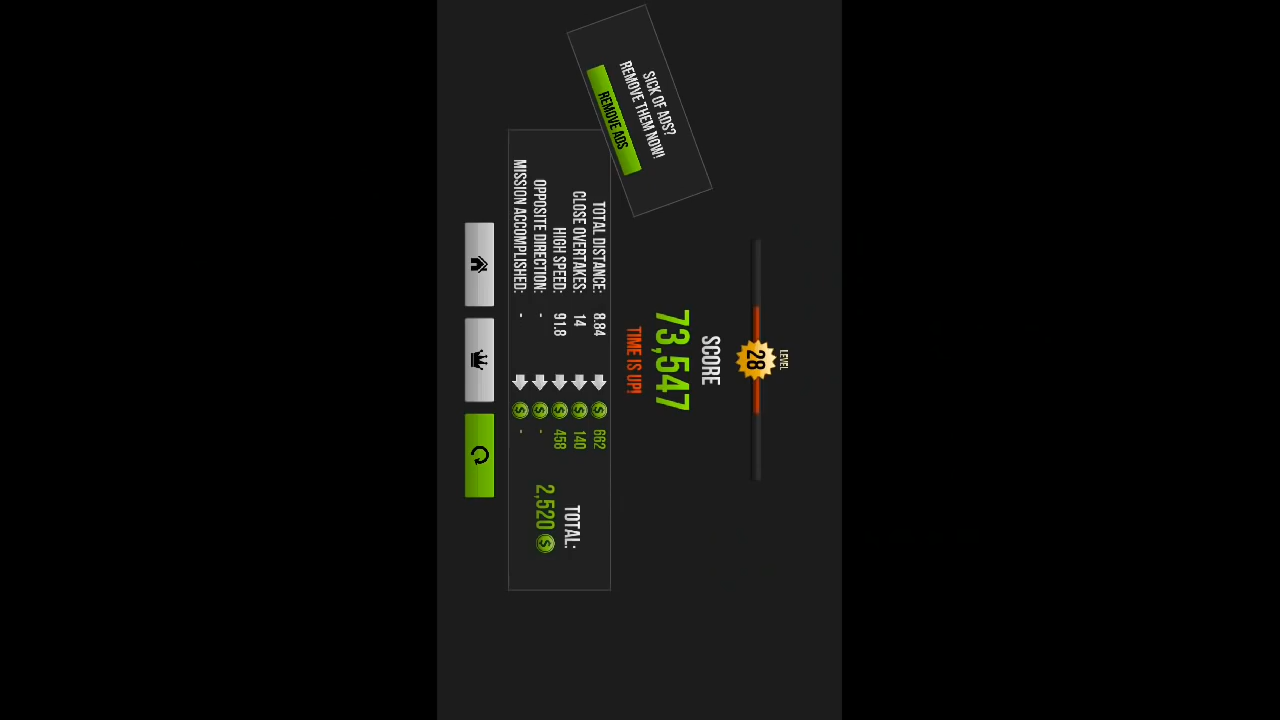 LEVEL
28
SCORE
73,547
TIME IS UP!
SICK OF ADS?
REMOVE THEM NOW!
REMOVE ADS
TOTAL DISTANCE: 8.84 662
CLOSE OVERTAKES: 14 140
HIGH SPEED: 91.8 458
OPPOSITE DIRECTION: - -
MISSION ACCOMPLISHED: - -
TOTAL:
2,520 $